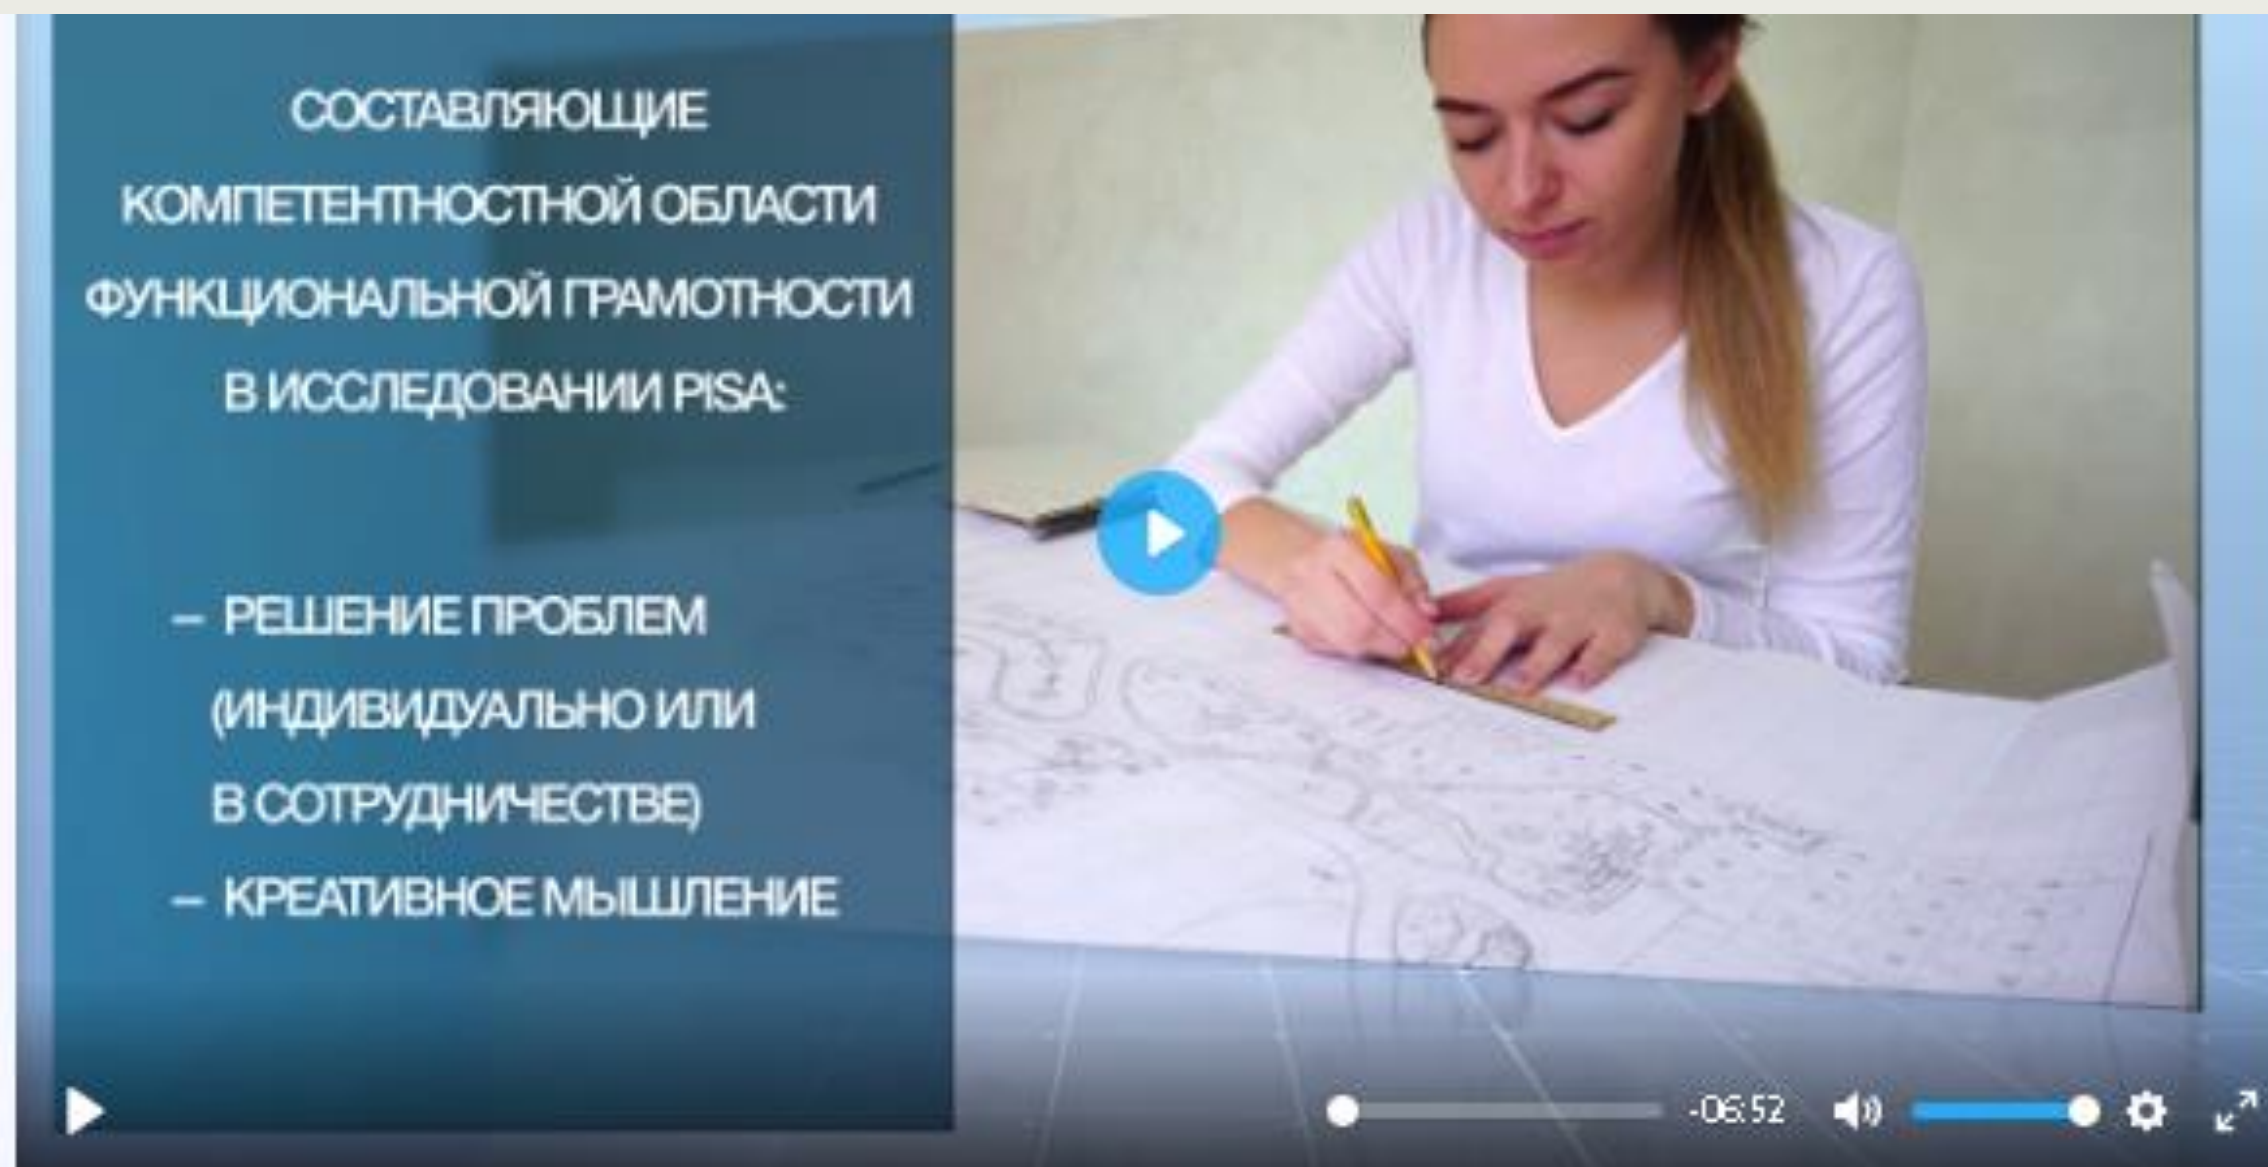 СОСТАВЛЯЮЩИЕ
КОМПЕТЕНТНОСТНОЙ ОБЛАСТИ
ФУНКЦИОНАЛЬНОЙ ГРАМОТНОСТИ
В ИССЛЕДОВАНИИ PISA:
– РЕШЕНИЕ ПРОБЛЕМ
(ИНДИВИДУАЛЬНО ИЛИ
В СОТРУДНИЧЕСТВЕ)
– КРЕАТИВНОЕ МЫШЛЕНИЕ
-06:52